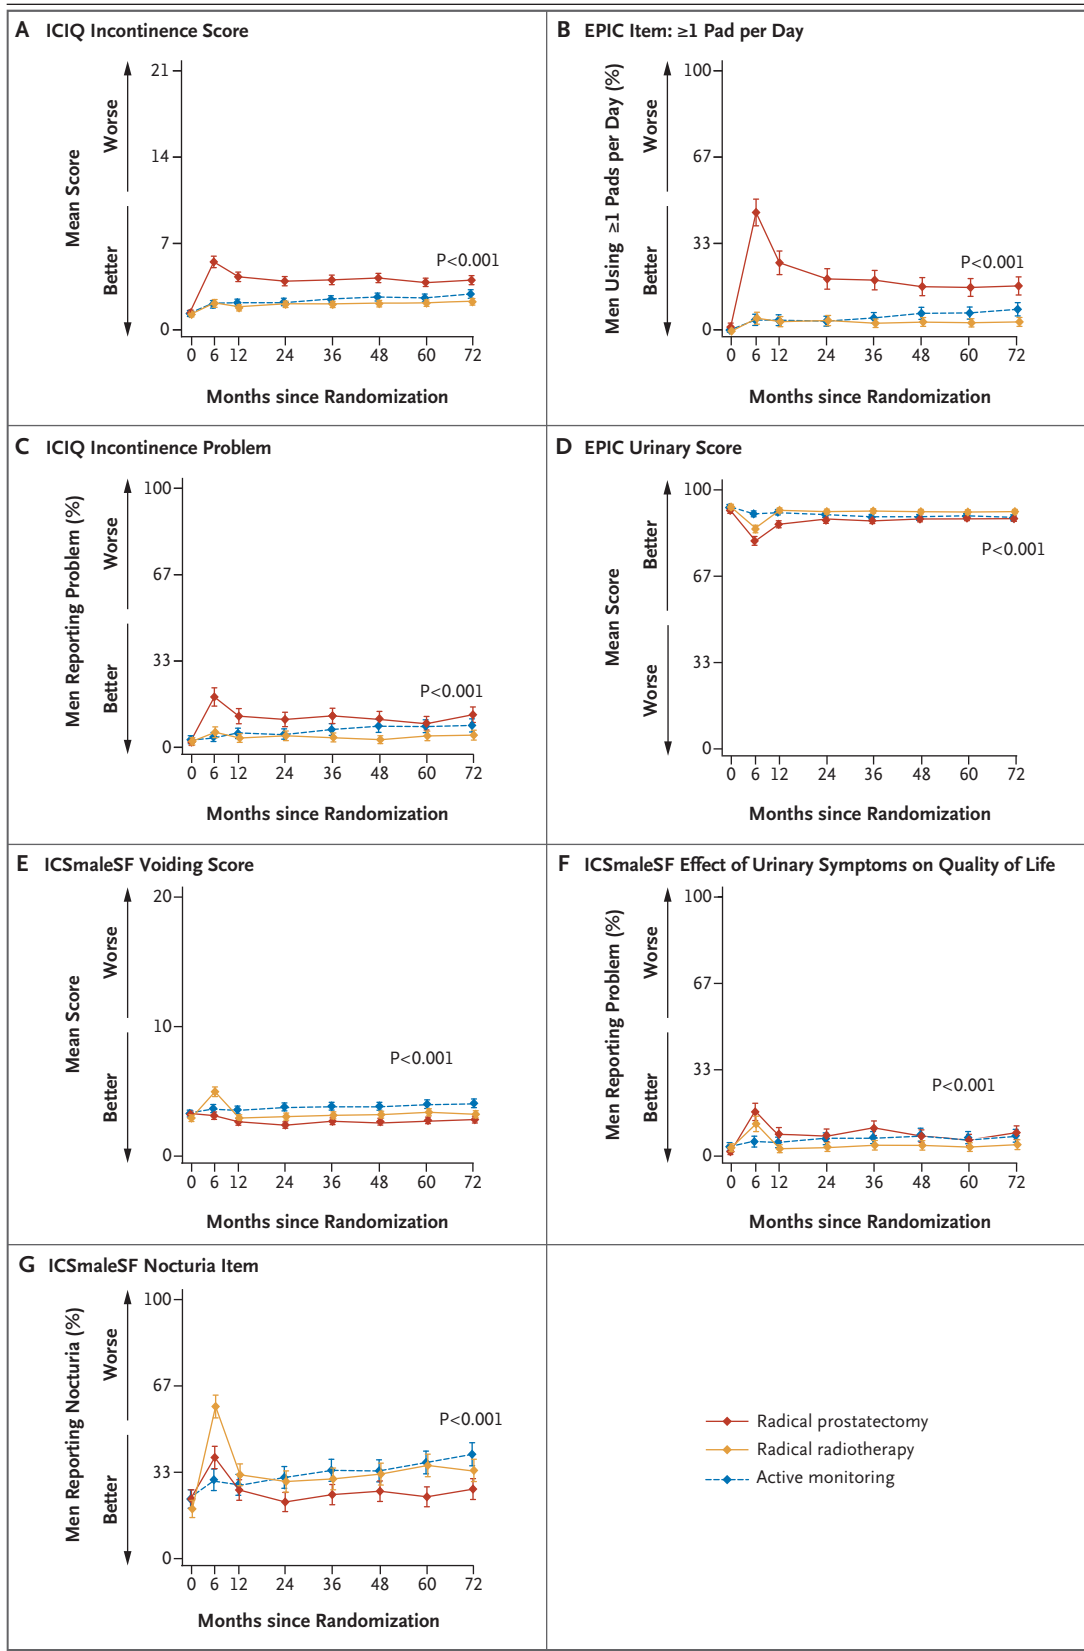 A ICIQ Incontinence Score
Mean Score
Worse
Better
21
14
7
0
P<0.001
0 6 12 24 36 48 60 72
Months since Randomization
B EPIC Item: ≥1 Pad per Day
Men Using ≥1 Pads per Day (%)
Worse
Better
100
67
33
0
P<0.001
0 6 12 24 36 48 60 72
Months since Randomization
C ICIQ Incontinence Problem
Men Reporting Problem (%)
Worse
Better
100
67
33
0
P<0.001
0 6 12 24 36 48 60 72
Months since Randomization
D EPIC Urinary Score
Mean Score
Better
Worse
100
67
33
0
P<0.001
0 6 12 24 36 48 60 72
Months since Randomization
E ICSmaleSF Voiding Score
Mean Score
Worse
Better
20
10
0
P<0.001
0 6 12 24 36 48 60 72
Months since Randomization
F ICSmaleSF Effect of Urinary Symptoms on Quality of Life
Men Reporting Problem (%)
Worse
Better
100
67
33
0
P<0.001
0 6 12 24 36 48 60 72
Months since Randomization
G ICSmaleSF Nocturia Item
Men Reporting Nocturia (%)
Worse
Better
100
67
33
0
P<0.001
0 6 12 24 36 48 60 72
Months since Randomization
Radical prostatectomy
Radical radiotherapy
Active monitoring